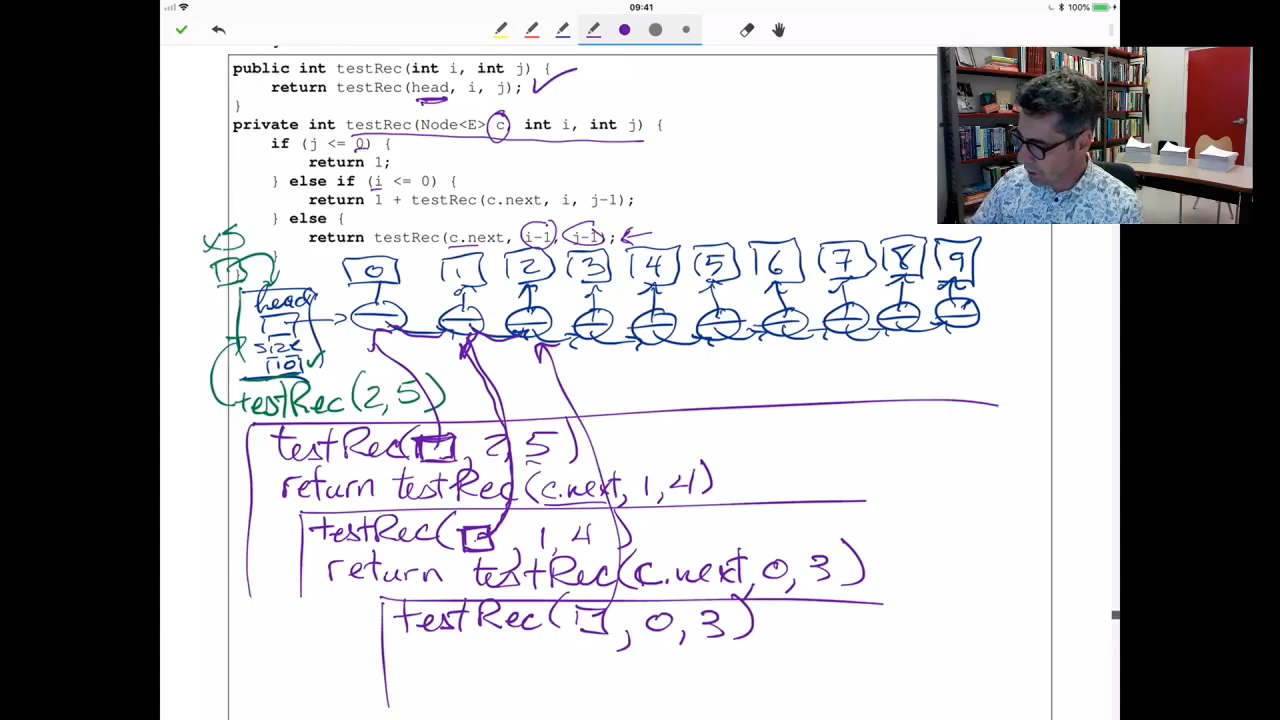 09:41
100%
public int testRec(int i, int j) {
return testRec(head, i, j);
}
private int testRec(Node<E> c, int i, int j) {
if (j <= 0) {
return 1;
} else if (i <= 0) {
return 1 + testRec(c.next, i, j-1);
} else {
return testRec(c.next, i-1, j-1);
xs
0 1 2 3 4 5 6 7 8 9
head
size
10
testRec(2,5)
testRec( , 2, 5)
return testRec(c.next, 1, 4)
testRec( , 1, 4)
return testRec(c.next, 0, 3)
testRec( , 0, 3)